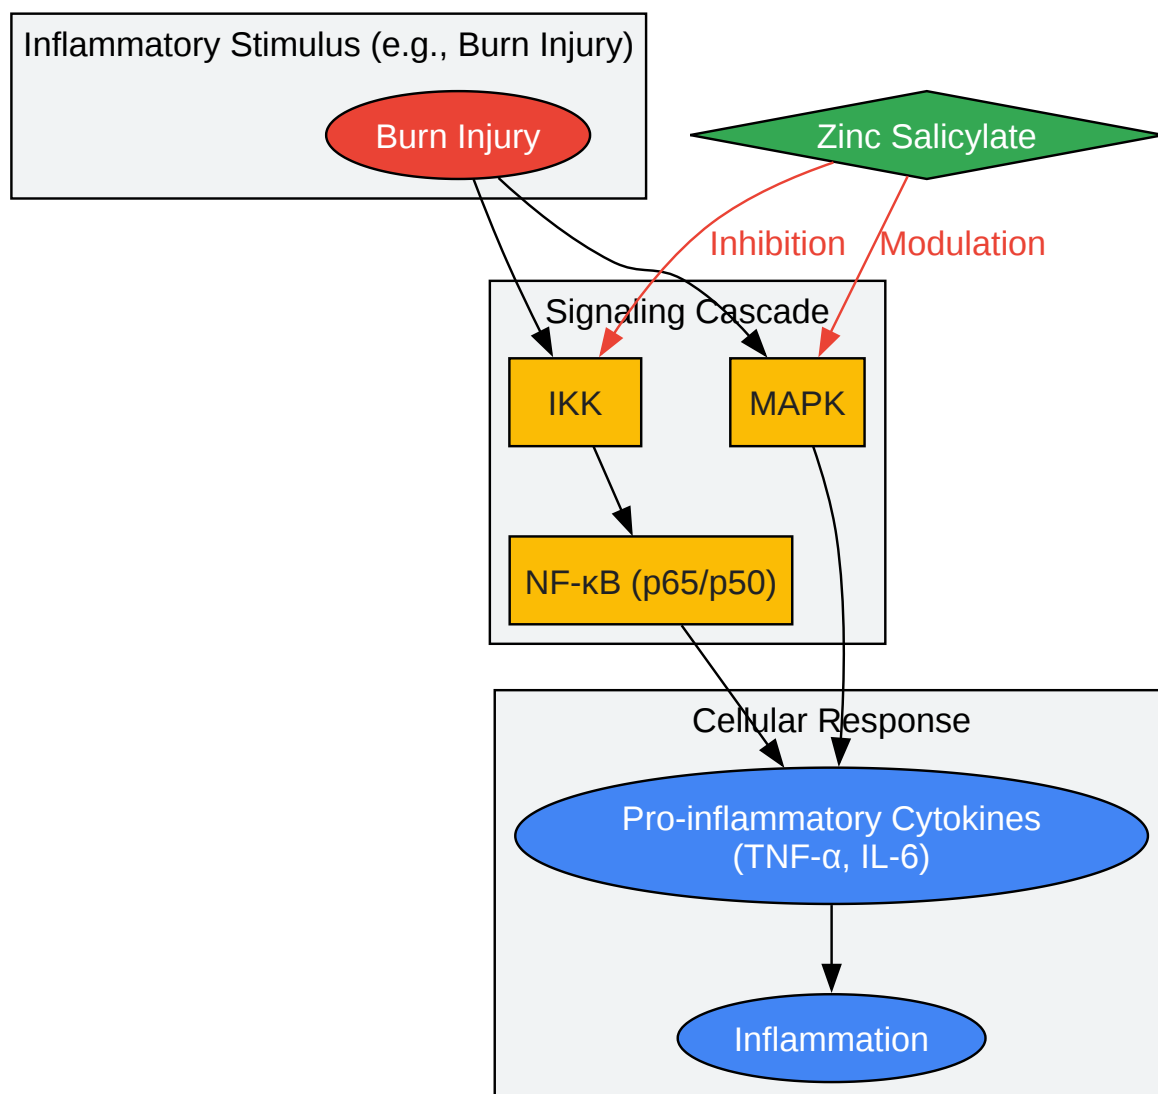 Inflammatory Stimulus (e.g., Burn Injury)
Burn Injury
Zinc Salicylate
Inhibition
Modulation
Signaling Cascade
IKK
MAPK
NF-κB (p65/p50)
Cellular Response
Pro-inflammatory Cytokines
(TNF-α, IL-6)
Inflammation